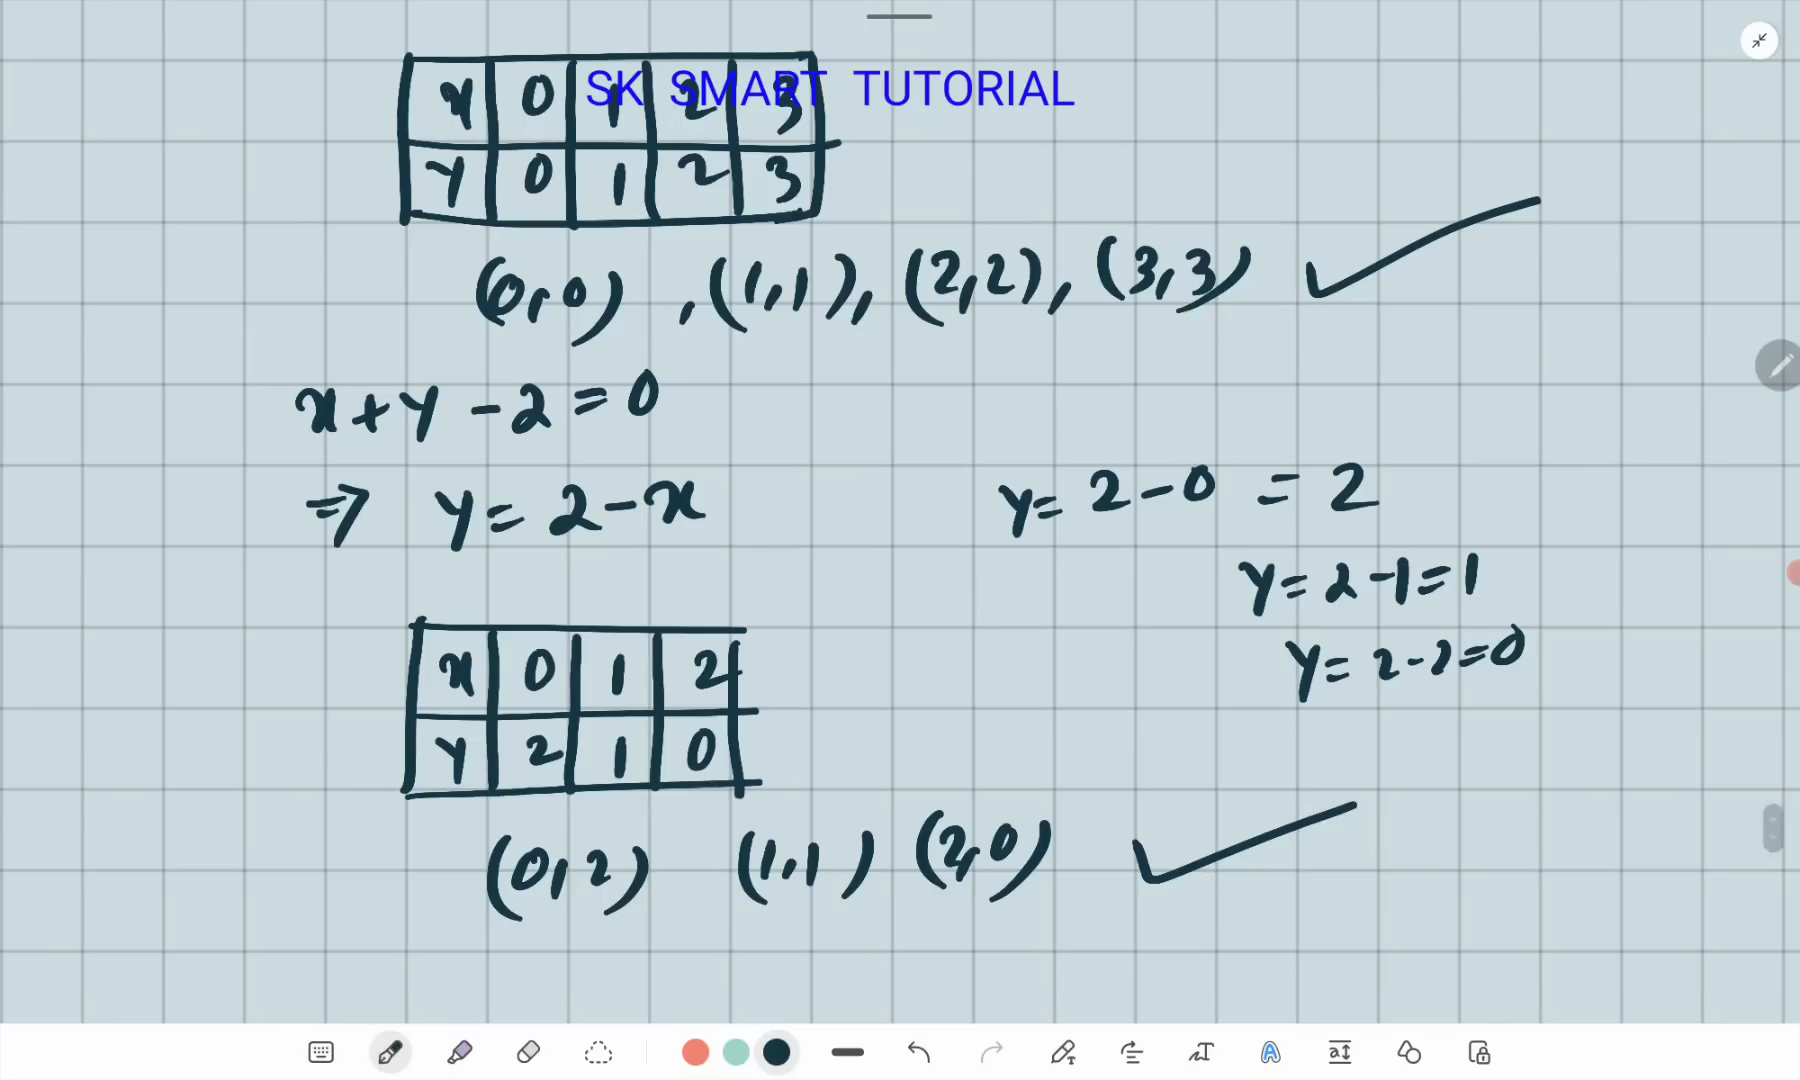 SK SMART TUTORIAL
x 0 1 2 3
y 0 1 2 3
(0,0) , (1,1), (2,2), (3,3)
x+y-2=0
⇒ y=2-x
y= 2-0 = 2
y= 2-1=1
y= 2-2=0
x 0 1 2
y 2 1 0
(0,2) (1,1) (2,0)